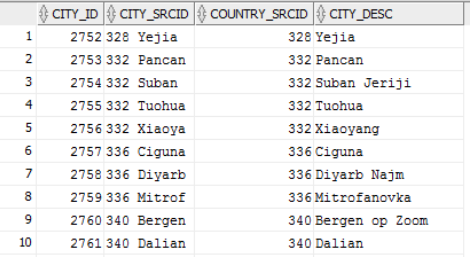 CITY_ID CITY_SRCID COUNTRY_SRCID CITY_DESC
1 2752 328 Yejia 328 Yejia
2 2753 332 Pancan 332 Pancan
3 2754 332 Suban 332 Suban Jeriji
4 2755 332 Tuohua 332 Tuohua
5 2756 332 Xiaoya 332 Xiaoyang
6 2757 336 Ciguna 336 Ciguna
7 2758 336 Diyarb 336 Diyarb Najm
8 2759 336 Mitrof 336 Mitrofanovka
9 2760 340 Bergen 340 Bergen op Zoom
10 2761 340 Dalian 340 Dalian